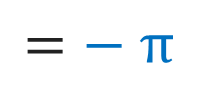 = − π